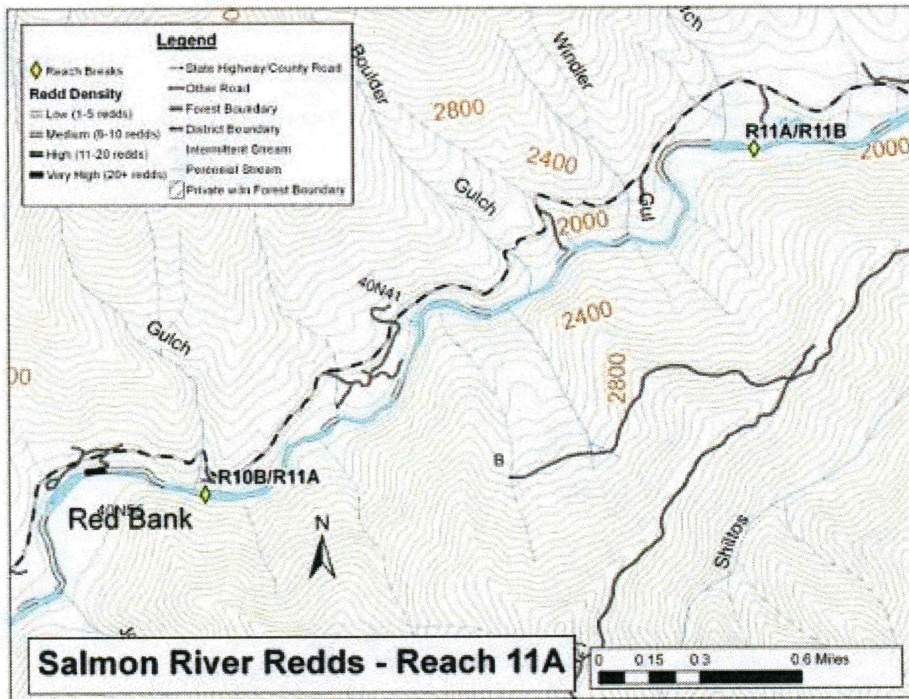 Legend
Reach Breaks
Redd Density
Low (1-5 redds)
Medium (6-10 redds)
High (11-20 redds)
Very High (20+ redds)
State Highway/County Road
Other Road
Forest Boundary
District Boundary
Intermittent Stream
Perennial Stream
Private w/in Forest Boundary
Boulder
Gulch
Windler
Gul
2800
2400
2000
R11A/R11B
2000
40N41
2400
2800
Gulch
00
B
R10B/R11A
Red Bank
N
Shiltos
Salmon River Redds - Reach 11A
0 0.15 0.3 0.6 Miles